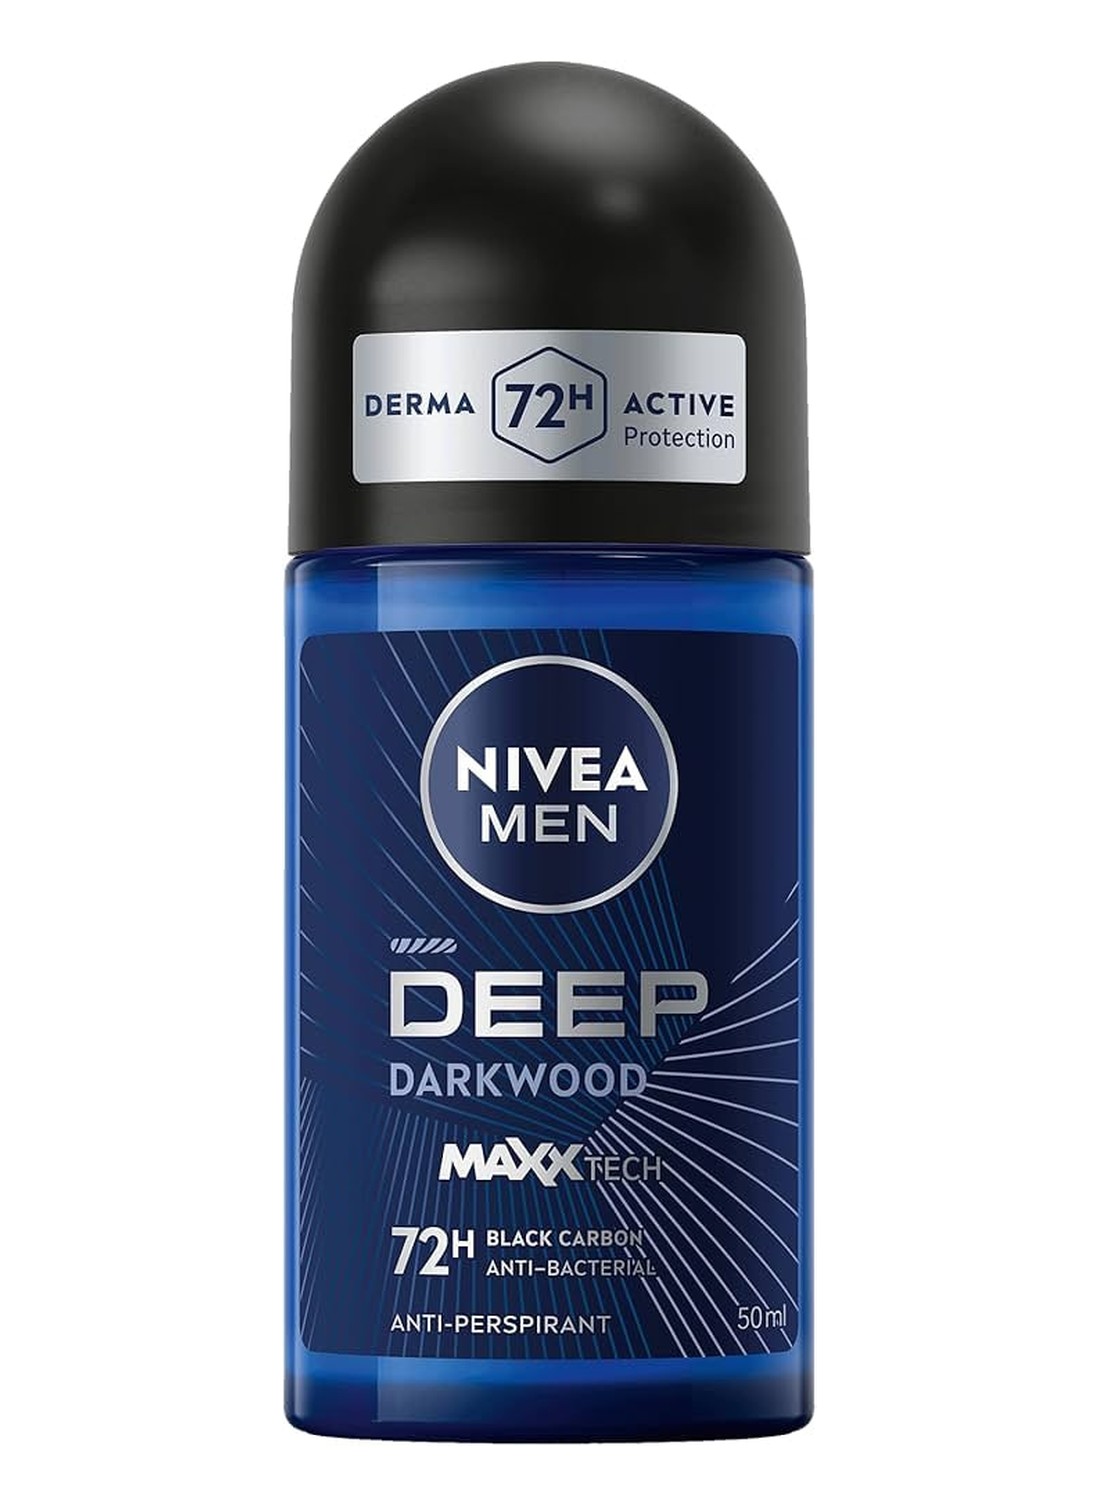 DERMA 72H ACTIVE
Protection
NIVEA
MEN
DEEP
DARKWOOD
MAXXTECH
72H BLACK CARBON
ANTI-BACTERIAL
ANTI-PERSPIRANT
50ml